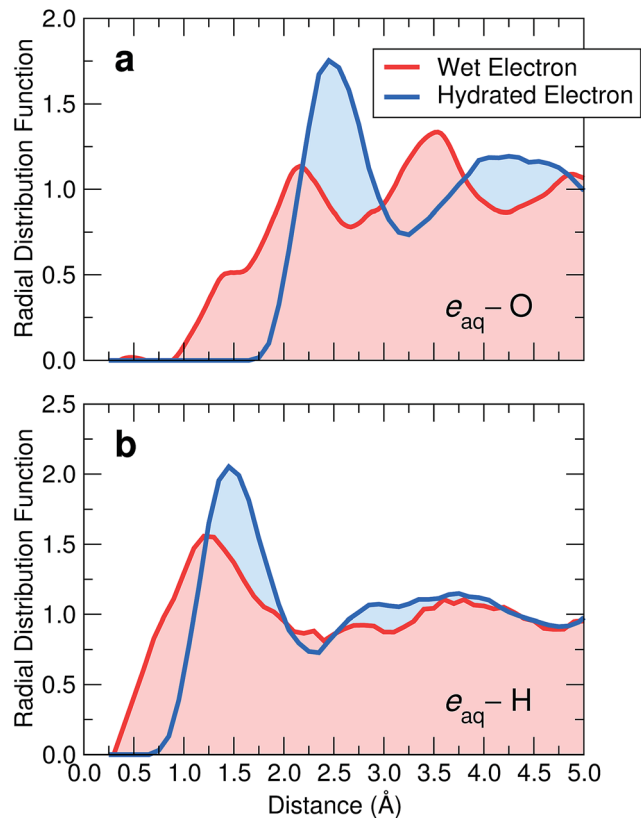 Radial Distribution Function
2.0
1.5
1.0
0.5
0.0
a
Wet Electron
Hydrated Electron
e_aq – O
Radial Distribution Function
2.5
2.0
1.5
1.0
0.5
0.0
b
e_aq – H
0.0 0.5 1.0 1.5 2.0 2.5 3.0 3.5 4.0 4.5 5.0
Distance (Å)